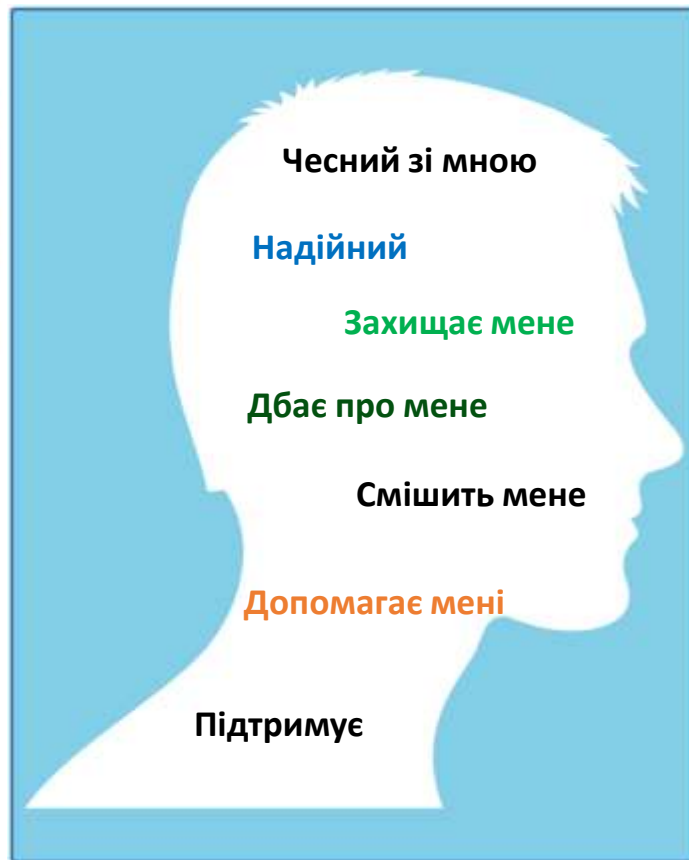 Чесний зі мною
Надійний
Захищає мене
Дбає про мене
Смішить мене
Допомагає мені
Підтримує